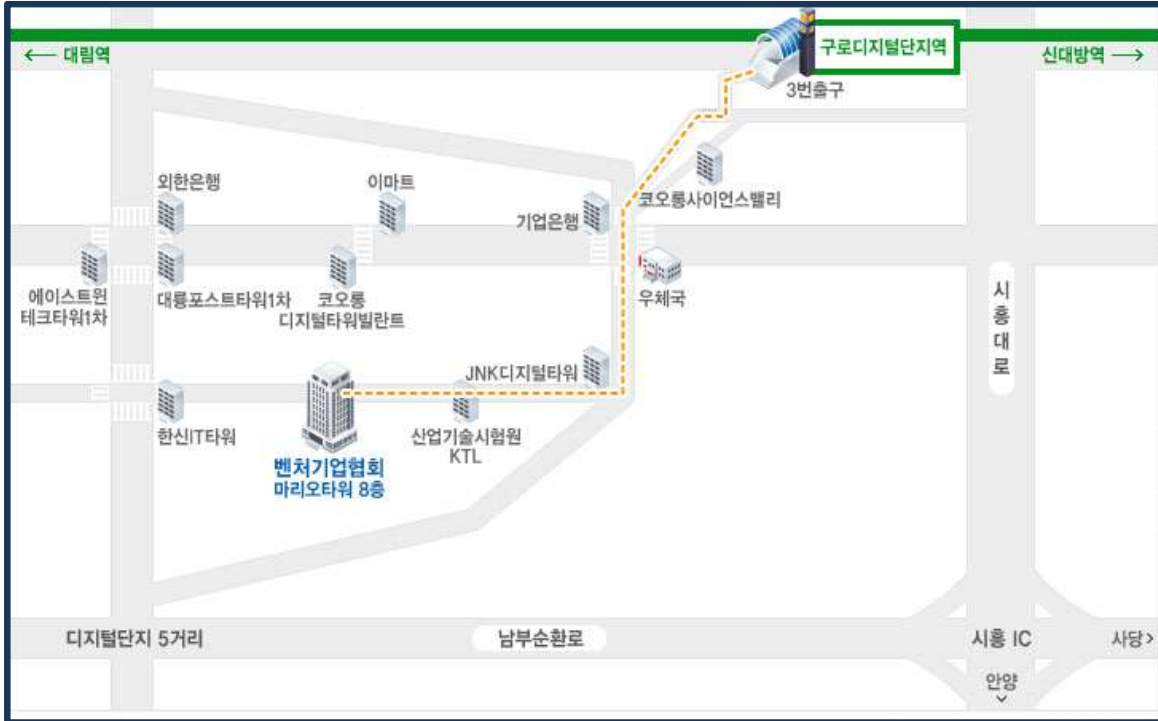 ← 대림역
구로디지털단지역
신대방역 →
3번출구
외한은행
이마트
기업은행
코오롱사이언스밸리
에이스트윈
테크타워1차
대륭포스트타워1차
코오롱
디지털타워빌란트
우체국
시흥대로
JNK디지털타워
한신IT타워
산업기술시험원
KTL
벤처기업협회
마리오타워 8층
디지털단지 5거리
남부순환로
시흥 IC
사당>
안양